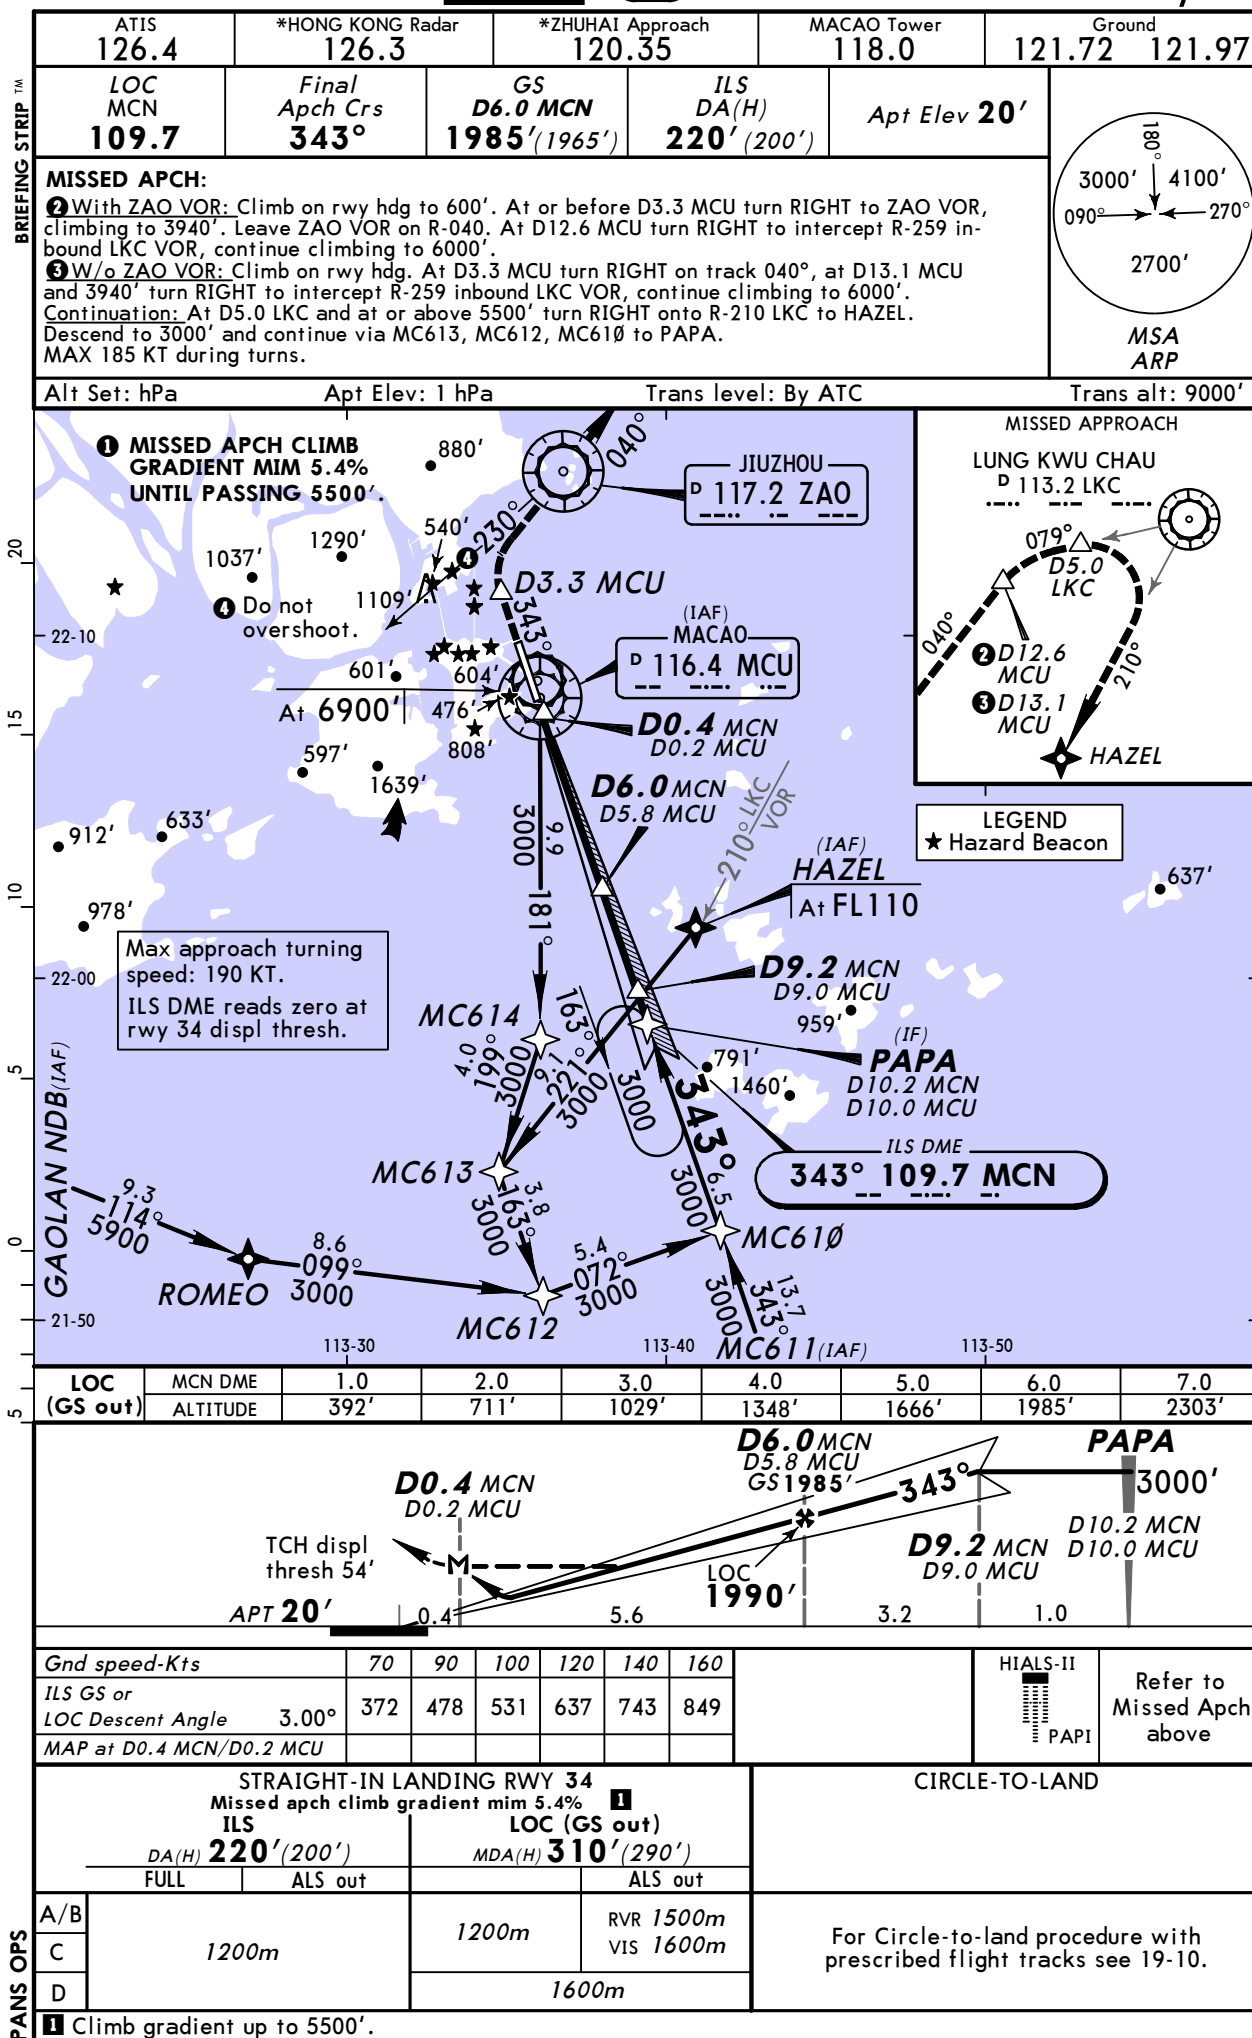 ATIS
126.4
*HONG KONG Radar
126.3
*ZHUHAI Approach
120.35
MACAO Tower
118.0
Ground
121.72 121.97
BRIEFING STRIP TM
LOC
MCN
109.7
Final
Apch Crs
343°
GS
D6.0 MCN
1985' (1965')
ILS
DA(H)
220' (200')
Apt Elev 20'
180°
3000' 4100'
090° 270°
2700'
MSA
ARP
MISSED APCH:
2 With ZAO VOR: Climb on rwy hdg to 600'. At or before D3.3 MCU turn RIGHT to ZAO VOR,
climbing to 3940'. Leave ZAO VOR on R-040. At D12.6 MCU turn RIGHT to intercept R-259 in-
bound LKC VOR, continue climbing to 6000'.
3 W/o ZAO VOR: Climb on rwy hdg. At D3.3 MCU turn RIGHT on track 040°, at D13.1 MCU
and 3940' turn RIGHT to intercept R-259 inbound LKC VOR, continue climbing to 6000'.
Continuation: At D5.0 LKC and at or above 5500' turn RIGHT onto R-210 LKC to HAZEL.
Descend to 3000' and continue via MC613, MC612, MC61Ø to PAPA.
MAX 185 KT during turns.
Alt Set: hPa Apt Elev: 1 hPa Trans level: By ATC Trans alt: 9000'
1 MISSED APCH CLIMB
GRADIENT MIM 5.4%
UNTIL PASSING 5500'.
880'
040°
JIUZHOU
D 117.2 ZAO
MISSED APPROACH
LUNG KWU CHAU
D 113.2 LKC
079°
D5.0
LKC
040°
2 D12.6
MCU
3 D13.1
MCU
210°
HAZEL
540'
230°
4
1290'
1037'
1109'
4 Do not
overshoot.
D3.3 MCU
343°
(IAF)
MACAO
D 116.4 MCU
22-10
601'
604'
At 6900'
476'
808'
D0.4 MCN
D0.2 MCU
597'
1639'
D6.0 MCN
D5.8 MCU
210° LKC
VOR
LEGEND
★ Hazard Beacon
912'
633'
978'
3000
9.9
181°
(IAF)
HAZEL
At FL110
637'
Max approach turning
speed: 190 KT.
ILS DME reads zero at
rwy 34 displ thresh.
22-00
D9.2 MCN
D9.0 MCU
959'
MC614
163°
3000
(IF)
PAPA
D10.2 MCN
D10.0 MCU
4.0
199°
3000
9.1
221°
3000
791'
1460'
343°
6.5
3000
ILS DME
343° 109.7 MCN
GAOLAN NDB(IAF)
MC613
3.8
163°
3000
9.3
114°
5900
ROMEO
8.6
099°
3000
5.4
072°
3000
MC61Ø
MC612
13.7
343°
3000
MC611(IAF)
21-50
113-30
113-40
113-50
20
15
10
5
0
5
LOC
(GS out)
MCN DME 1.0 2.0 3.0 4.0 5.0 6.0 7.0
ALTITUDE 392' 711' 1029' 1348' 1666' 1985' 2303'
D6.0 MCN
D5.8 MCU
GS 1985'
PAPA
3000'
343°
D0.4 MCN
D0.2 MCU
TCH displ
thresh 54'
M
LOC
1990'
D9.2 MCN
D9.0 MCU
D10.2 MCN
D10.0 MCU
APT 20'
0.4 5.6 3.2 1.0
Gnd speed-Kts 70 90 100 120 140 160
ILS GS or
LOC Descent Angle 3.00° 372 478 531 637 743 849
MAP at D0.4 MCN/D0.2 MCU
HIALS-II
PAPI
Refer to
Missed Apch
above
STRAIGHT-IN LANDING RWY 34
Missed apch climb gradient mim 5.4% 1
ILS
DA(H) 220' (200')
LOC (GS out)
MDA(H) 310' (290')
FULL ALS out
ALS out
CIRCLE-TO-LAND
A/B
C
D
1200m
1200m
RVR 1500m
VIS 1600m
1600m
For Circle-to-land procedure with
prescribed flight tracks see 19-10.
PANS OPS
1 Climb gradient up to 5500'.